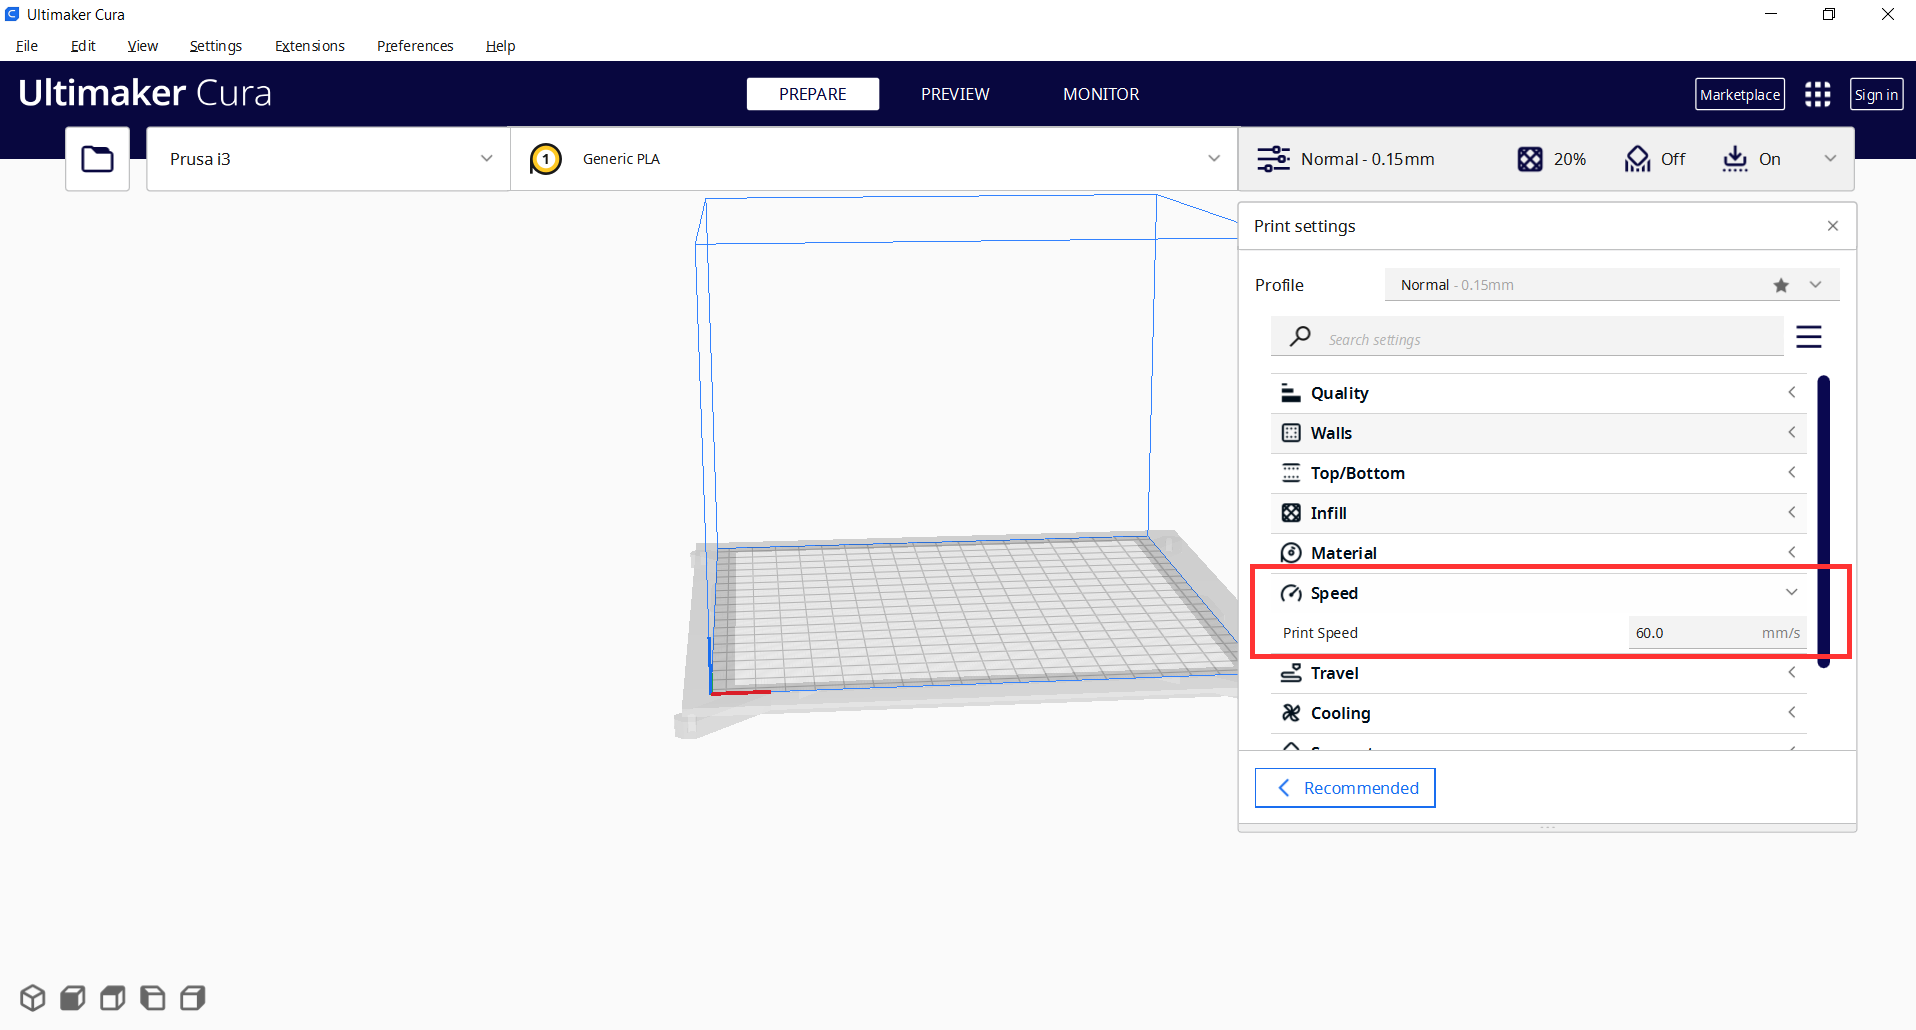 Ultimaker Cura
File Edit View Settings Extensions Preferences Help
Ultimaker Cura PREPARE PREVIEW MONITOR Marketplace Sign in
Prusa i3 1 Generic PLA Normal - 0.15mm 20% Off On
Print settings
Profile Normal - 0.15mm
Search settings
Quality
Walls
Top/Bottom
Infill
Material
Speed
Print Speed 60.0 mm/s
Travel
Cooling
Recommended